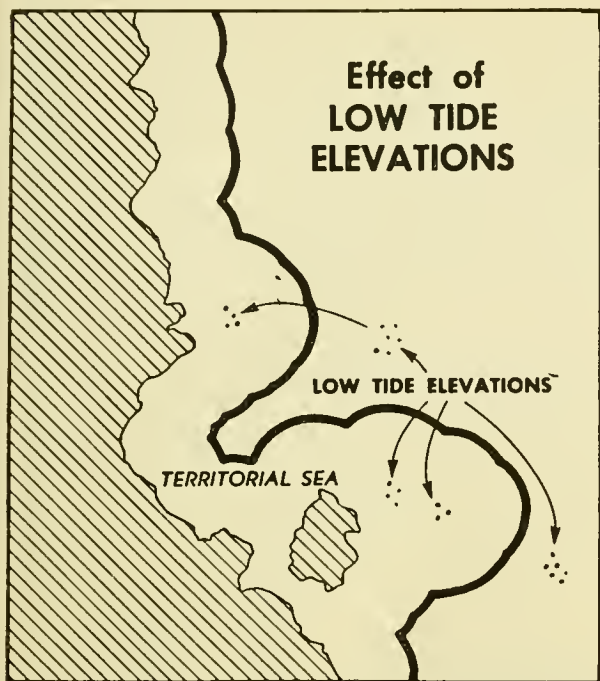 Effect of
LOW TIDE
ELEVATIONS
LOW TIDE ELEVATIONS
TERRITORIAL SEA